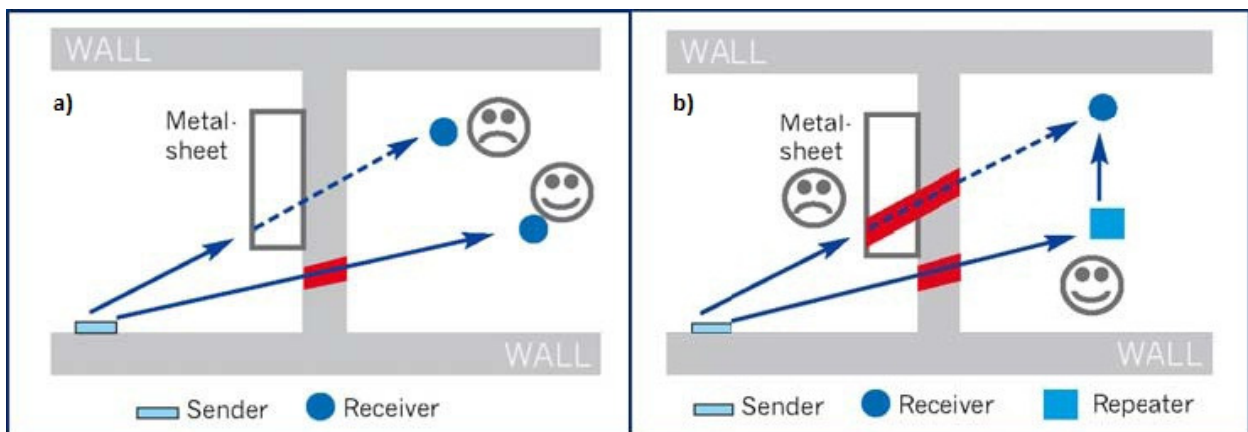 WALL
a)
Metal-
sheet
WALL
Sender
Receiver
WALL
b)
Metal-
sheet
WALL
Sender
Receiver
Repeater